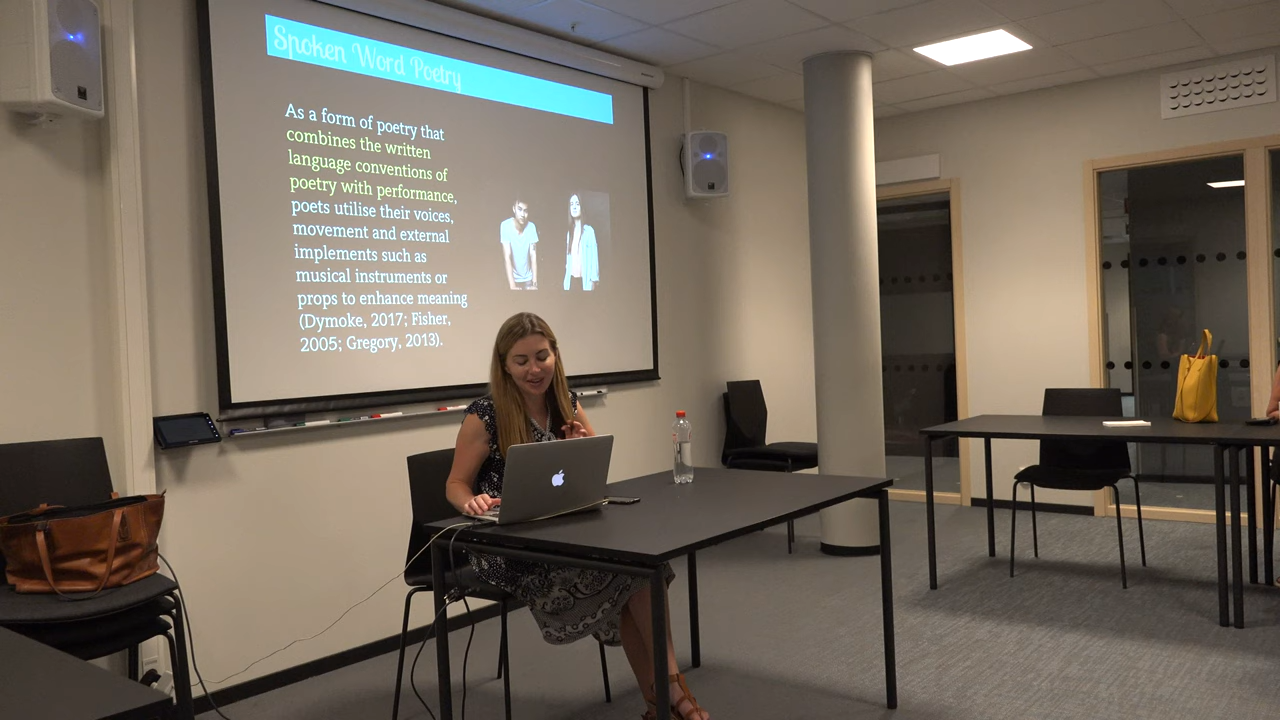 Spoken Word Poetry
As a form of poetry that
combines the written
language conventions of
poetry with performance,
poets utilise their voices,
movement and external
implements such as
musical instruments or
props to enhance meaning
(Dymoke, 2017; Fisher,
2005; Gregory, 2013).